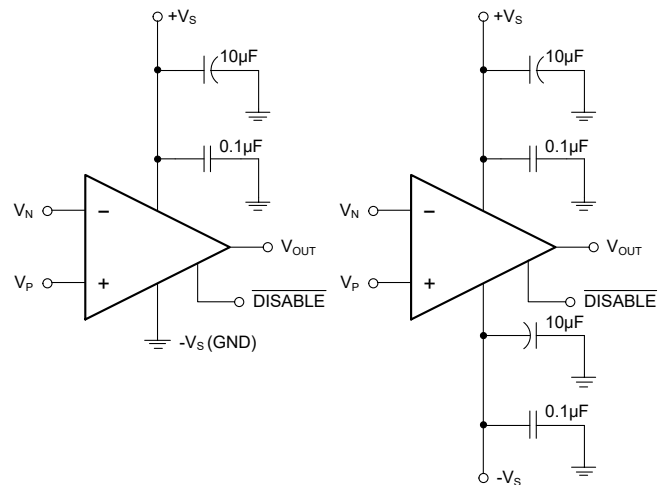 +VS
10µF
0.1µF
VN
−
VP
+
VOUT
DISABLE
-VS (GND)
+VS
10µF
0.1µF
VN
−
VP
+
VOUT
DISABLE
10µF
0.1µF
-VS